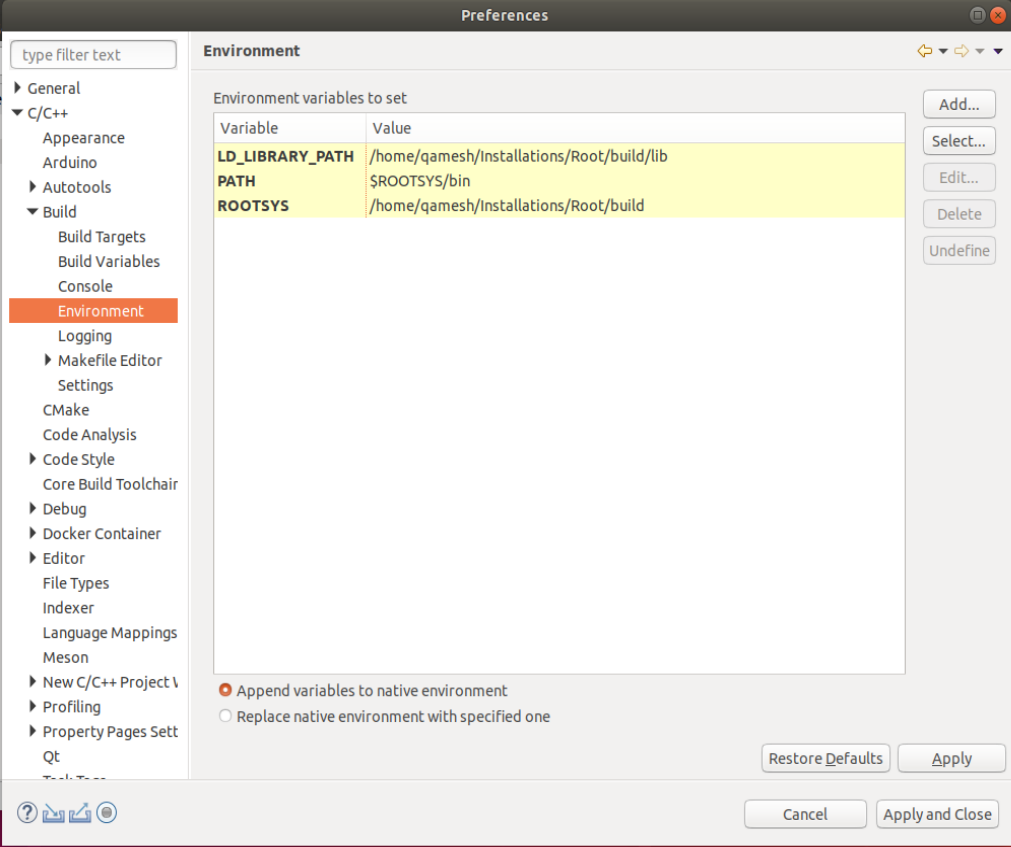 Preferences
type filter text
General
C/C++
Appearance
Arduino
Autotools
Build
Build Targets
Build Variables
Console
Environment
Logging
Makefile Editor
Settings
CMake
Code Analysis
Code Style
Core Build Toolchair
Debug
Docker Container
Editor
File Types
Indexer
Language Mappings
Meson
New C/C++ Project
Profiling
Property Pages Sett
Qt
Task Tags
Environment
Environment variables to set
Variable Value
LD_LIBRARY_PATH /home/qamesh/Installations/Root/build/lib
PATH $ROOTSYS/bin
ROOTSYS /home/qamesh/Installations/Root/build
Add...
Select...
Edit...
Delete
Undefine
Append variables to native environment
Replace native environment with specified one
Restore Defaults Apply
Cancel Apply and Close